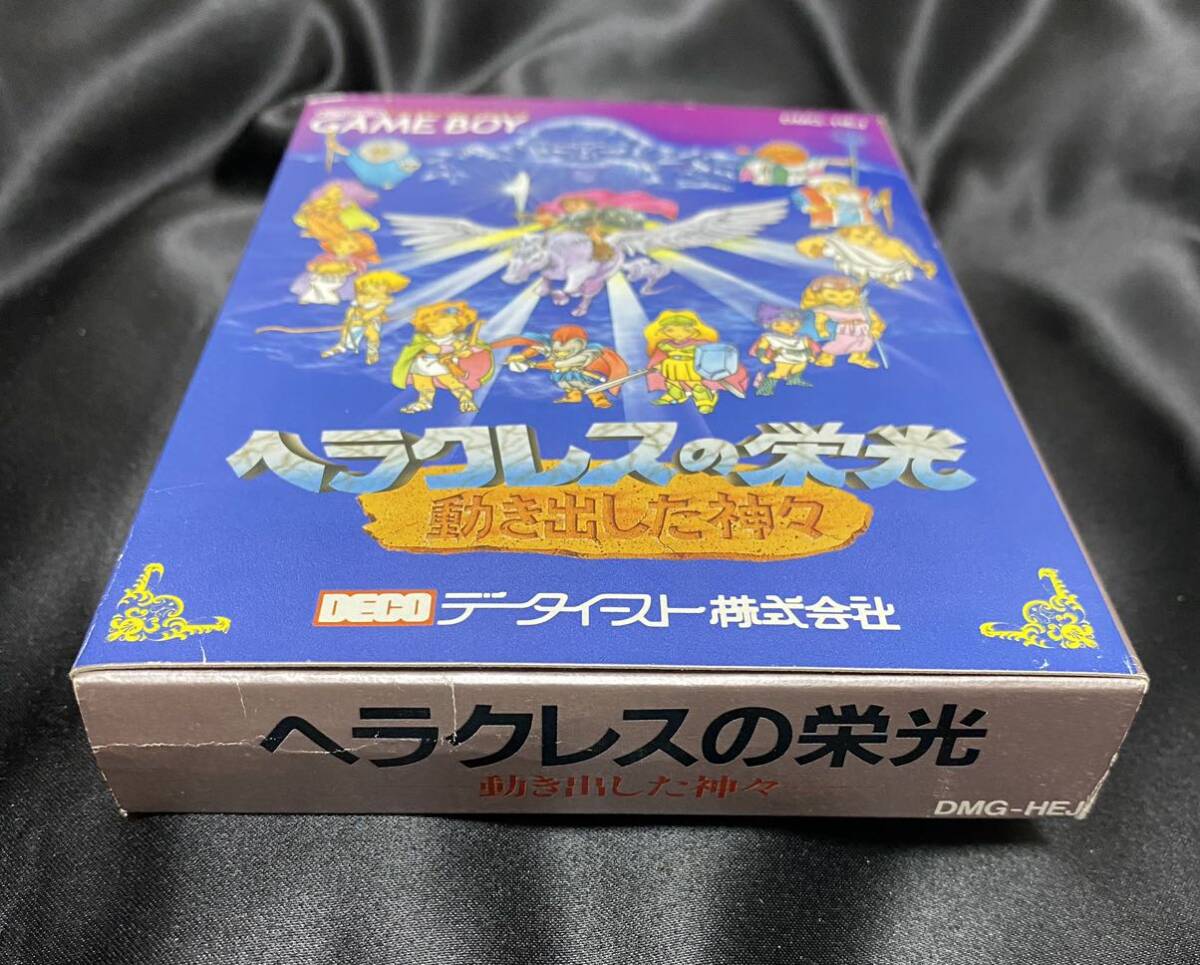 GAME BOY
DMG-HEJ
ヘラクレスの栄光
動き出した神々
DECO データイースト株式会社
ヘラクレスの栄光
動き出した神々
DMG-HEJ